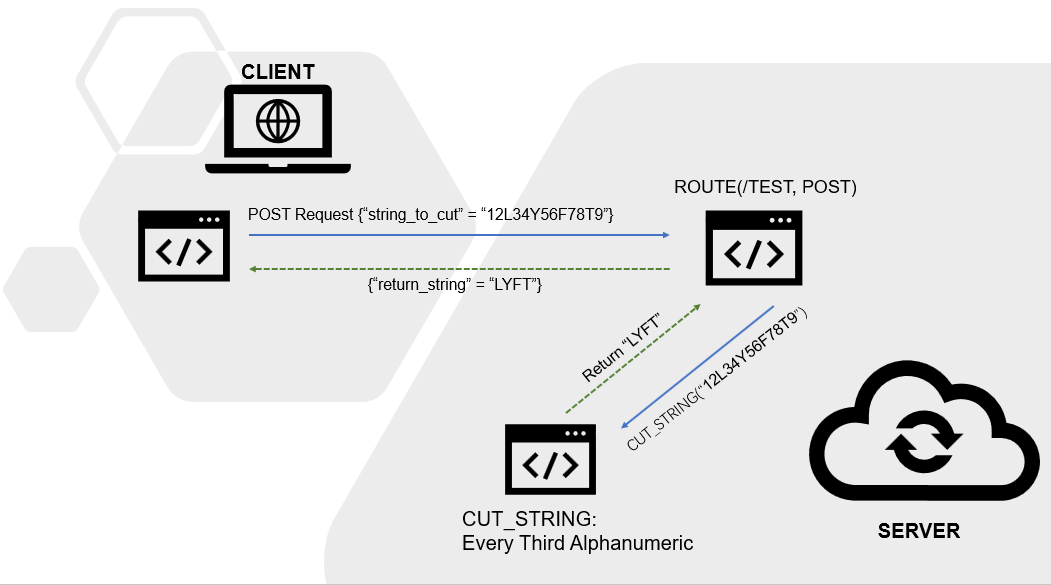 CLIENT
ROUTE(/TEST, POST)
POST Request {“string_to_cut” = “12L34Y56F78T9”}
{“return_string” = “LYFT”}
Return “LYFT”
CUT_STRING(“12L34Y56F78T9”)
CUT_STRING:
Every Third Alphanumeric
SERVER